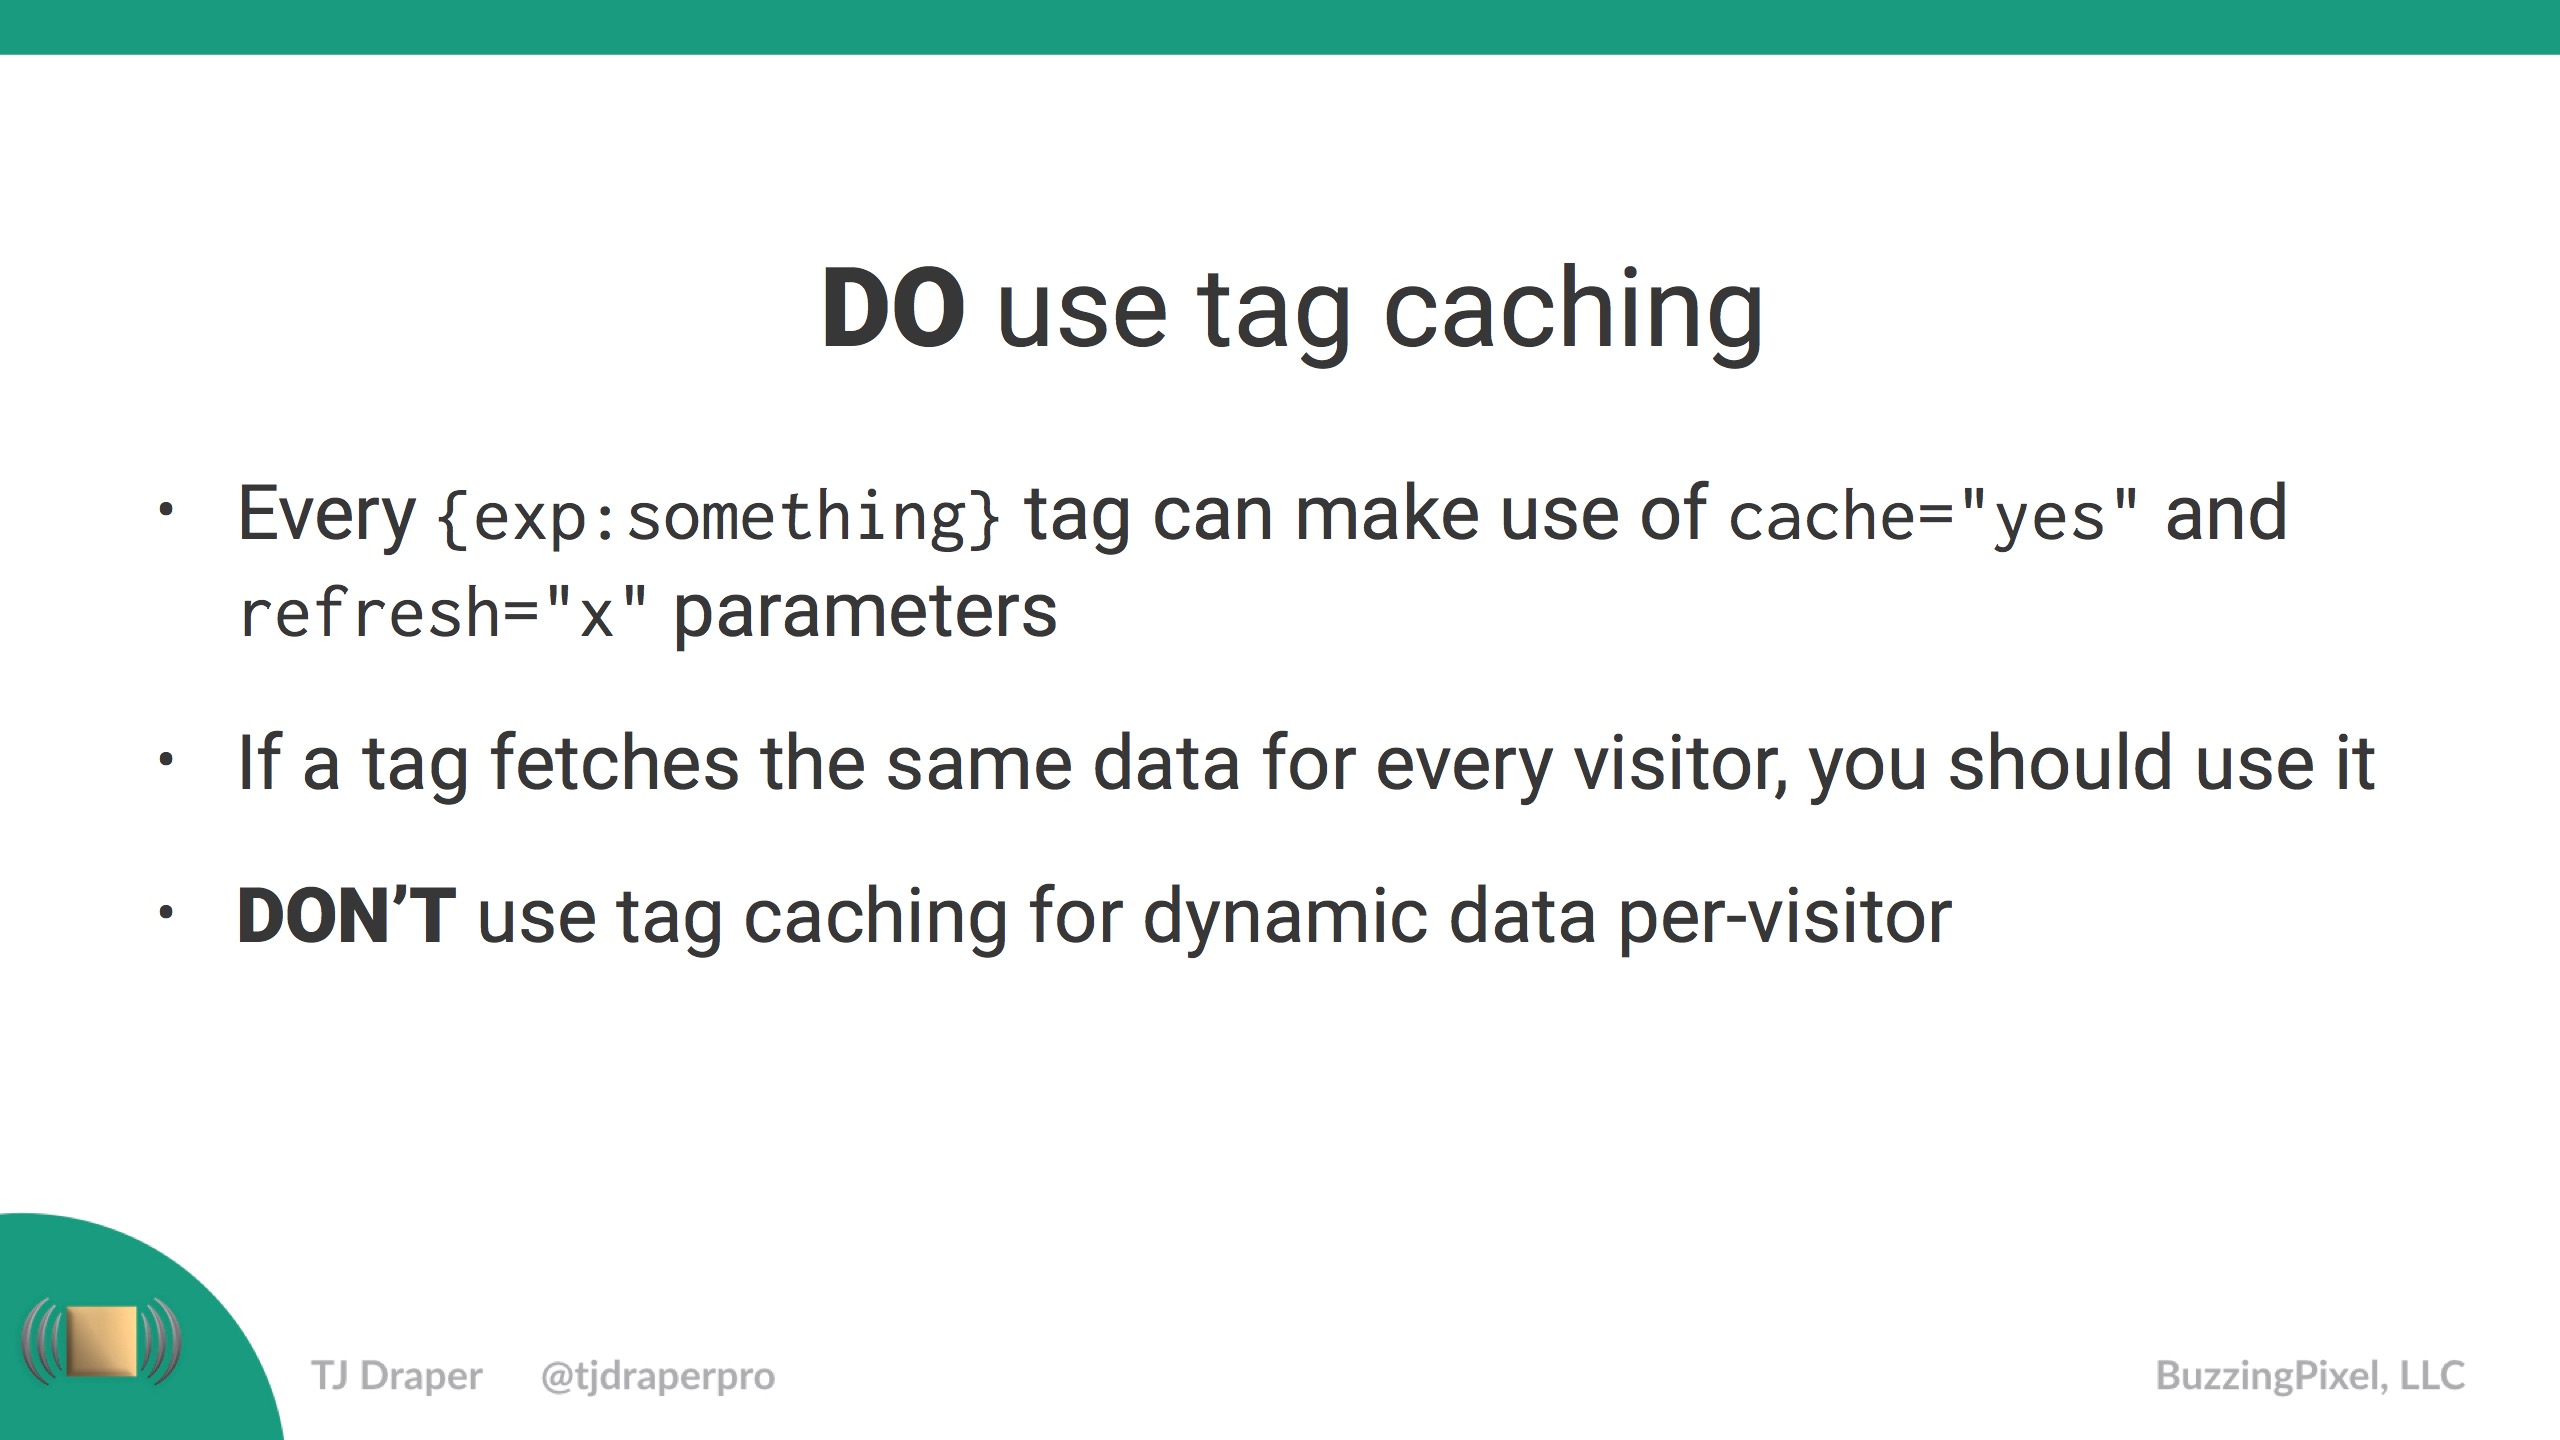 DO use tag caching
• Every {exp:something} tag can make use of cache="yes" and
refresh="x" parameters
• If a tag fetches the same data for every visitor, you should use it
• DON’T use tag caching for dynamic data per-visitor
TJ Draper @tjdraperpro BuzzingPixel, LLC